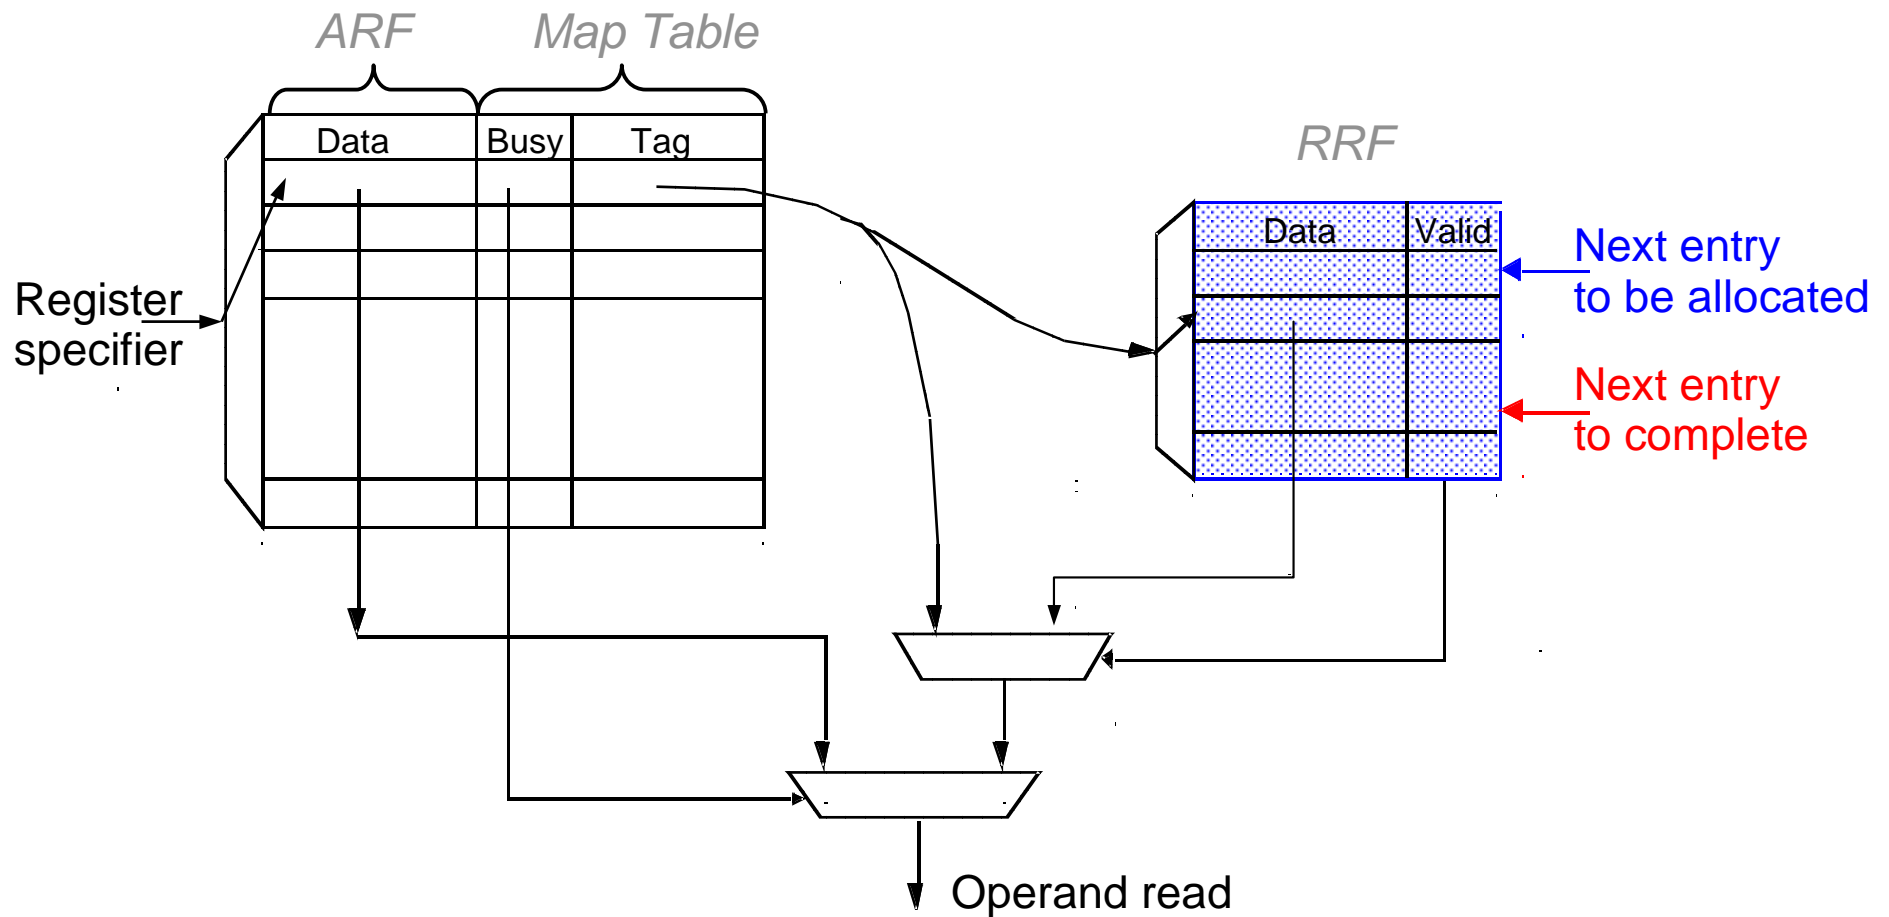 ARF
Map Table
Data
Busy
Tag
RRF
Data
Valid
Next entry
to be allocated
Register
specifier
Next entry
to complete
Operand read